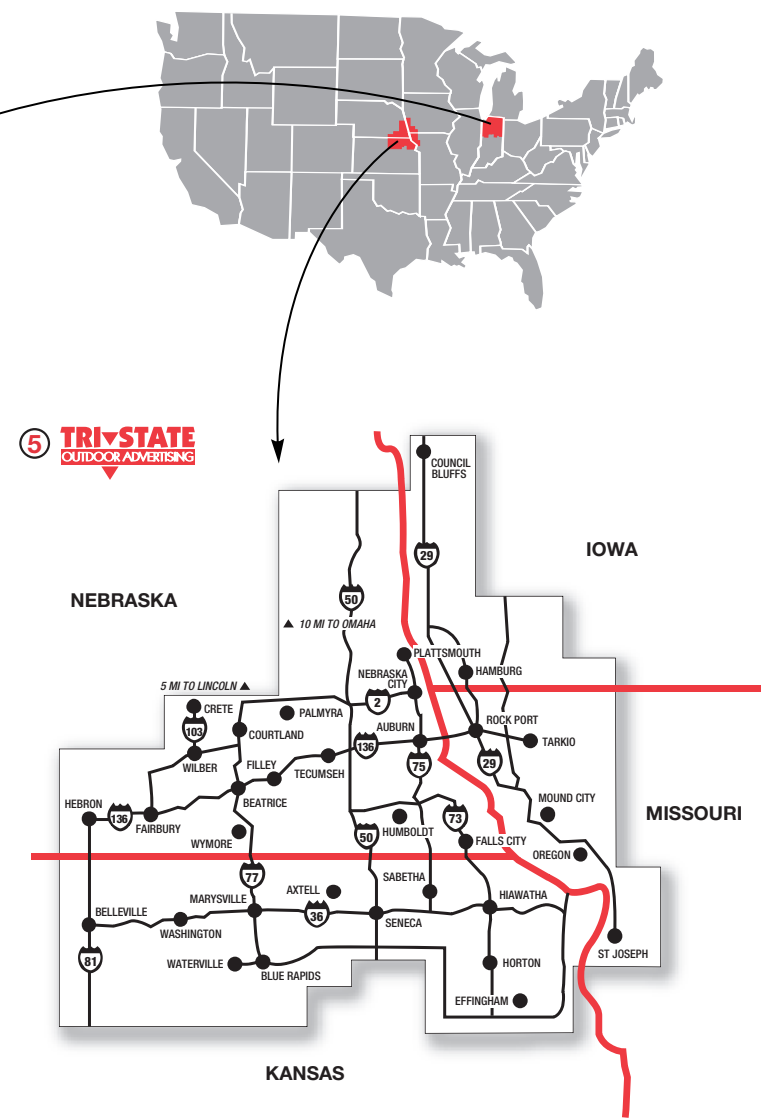 5
TRI STATE
OUTDOOR ADVERTISING
COUNCIL
BLUFFS
IOWA
29
NEBRASKA
50
10 MI TO OMAHA
PLATTSMOUTH
HAMBURG
NEBRASKA
CITY
5 MI TO LINCOLN
2
CRETE
PALMYRA
103
COURTLAND
AUBURN
ROCK PORT
136
TARKIO
WILBER
FILLEY
TECUMSEH
75
29
BEATRICE
HEBRON
136
FAIRBURY
MOUND CITY
MISSOURI
73
WYMORE
50
HUMBOLDT
FALLS CITY
OREGON
77
SABETHA
MARYSVILLE
AXTELL
HIAWATHA
BELLEVILLE
36
WASHINGTON
SENECA
ST JOSEPH
81
WATERVILLE
BLUE RAPIDS
HORTON
EFFINGHAM
KANSAS